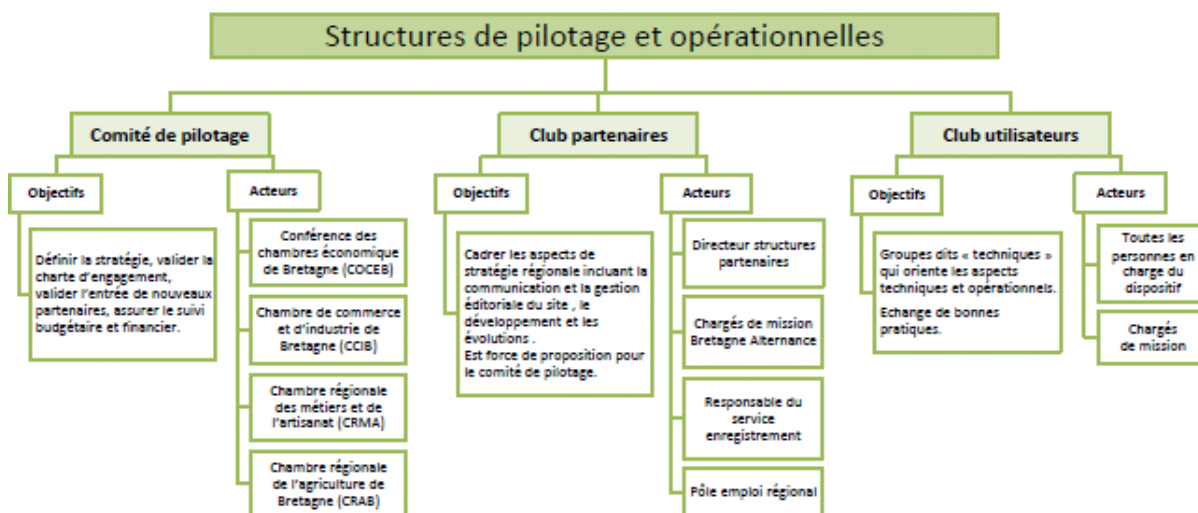 Structures de pilotage et opérationnelles
Comité de pilotage
Objectifs
Définir la stratégie, valider la
charte d'engagement,
valider l'entrée de nouveaux
partenaires, assurer le suivi
budgétaire et financier.
Acteurs
Conférence des
chambres économique
de Bretagne (COCEB)
Chambre de commerce
et d'industrie de
Bretagne (CCIB)
Chambre régionale
des métiers et de
l'artisanat (CRMA)
Chambre régionale
de l'agriculture de
Bretagne (CRAB)
Club partenaires
Objectifs
Cadrer les aspects de
stratégie régionale incluant la
communication et la gestion
éditoriale du site , le
développement et les
évolutions .
Est force de proposition pour
le comité de pilotage.
Acteurs
Directeur structures
partenaires
Chargés de mission
Bretagne Alternance
Responsable du
service
enregistrement
Pôle emploi régional
Club utilisateurs
Objectifs
Groupes dits « techniques »
qui oriente les aspects
techniques et opérationnels.
Echange de bonnes
pratiques.
Acteurs
Toutes les
personnes en
charge du
dispositif
Chargés
de mission